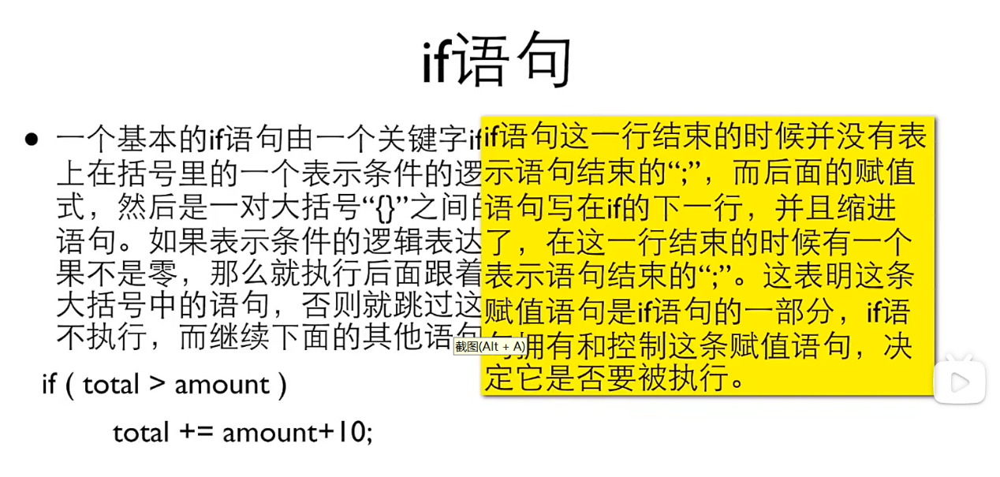 if语句
一个基本的if语句由一个关键字if
上在括号里的一个表示条件的逻
式，然后是一对大括号“{}”之间
语句。如果表示条件的逻辑表达
果不是零，那么就执行后面跟着
大括号中的语句，否则就跳过这
不执行，而继续下面的其他语句
if语句这一行结束的时候并没有表
示语句结束的“;”，而后面的赋值
语句写在if的下一行，并且缩进
了，在这一行结束的时候有一个
表示语句结束的“;”。这表明这条
赋值语句是if语句的一部分，if语
句拥有和控制这条赋值语句，决
定它是否要被执行。
截图(Alt + A)
if ( total > amount )
total += amount+10;